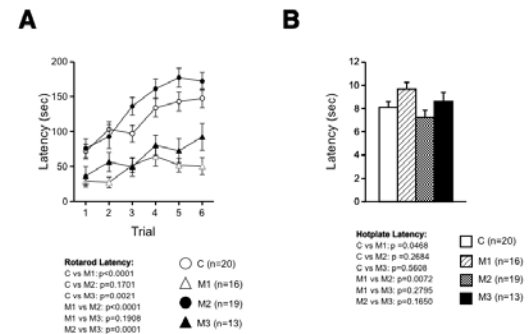 A
200
150
100
50
0
Latency (sec)
1 2 3 4 5 6
Trial
Rotarod Latency:
C vs M1: p<0.0001
C vs M2: p=0.1701
C vs M3: p=0.0021
M1 vs M2: p<0.0001
M1 vs M3: p=0.1908
M2 vs M3: p=0.0001
C (n=20)
M1 (n=16)
M2 (n=19)
M3 (n=13)
B
12
10
8
6
4
2
0
Latency (sec)
Hotplate Latency:
C vs M1: p =0.0468
C vs M2: p =0.2684
C vs M3: p=0.5608
M1 vs M2: p=0.0072
M1 vs M3: p=0.2795
M2 vs M3: p=0.1650
C (n=20)
M1 (n=16)
M2 (n=19)
M3 (n=13)